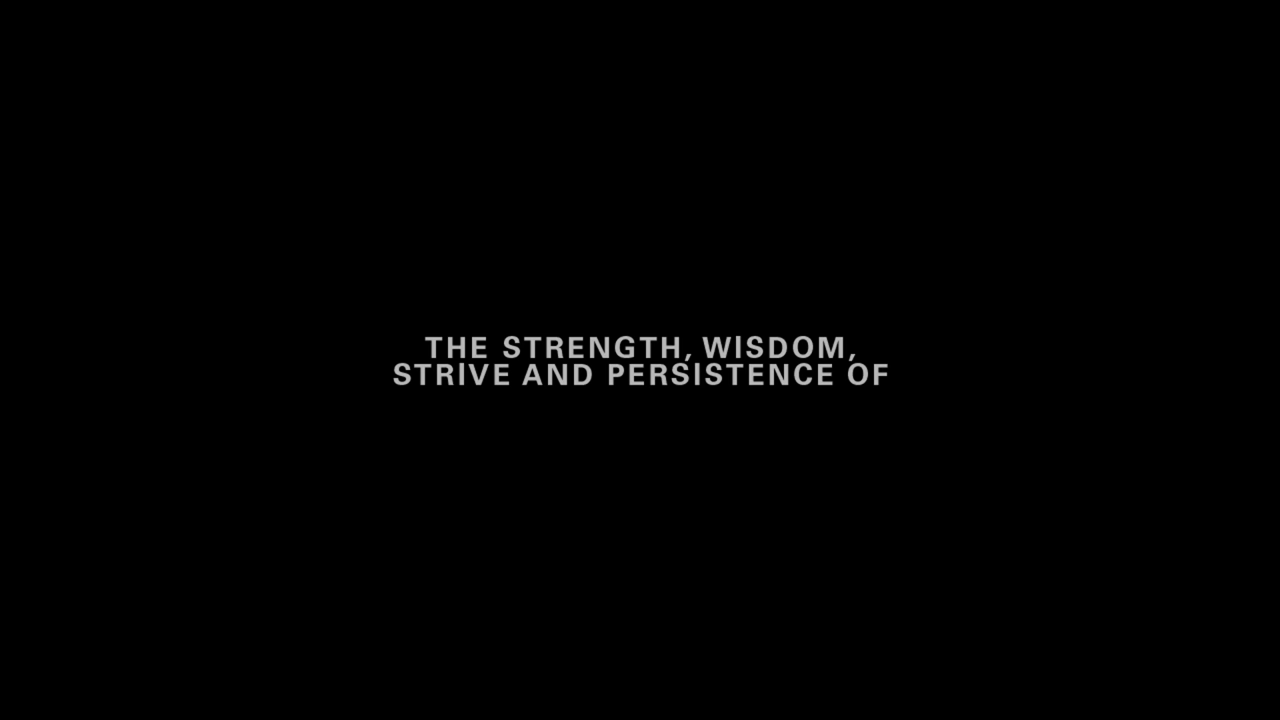 THE STRENGTH, WISDOM,
STRIVE AND PERSISTENCE OF